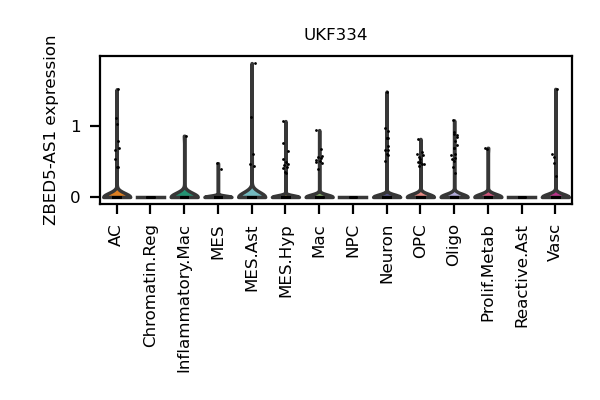 UKF334
ZBED5-AS1 expression
1
0
AC
Chromatin.Reg
Inflammatory.Mac
MES
MES.Ast
MES.Hyp
Mac
NPC
Neuron
OPC
Oligo
Prolif.Metab
Reactive.Ast
Vasc